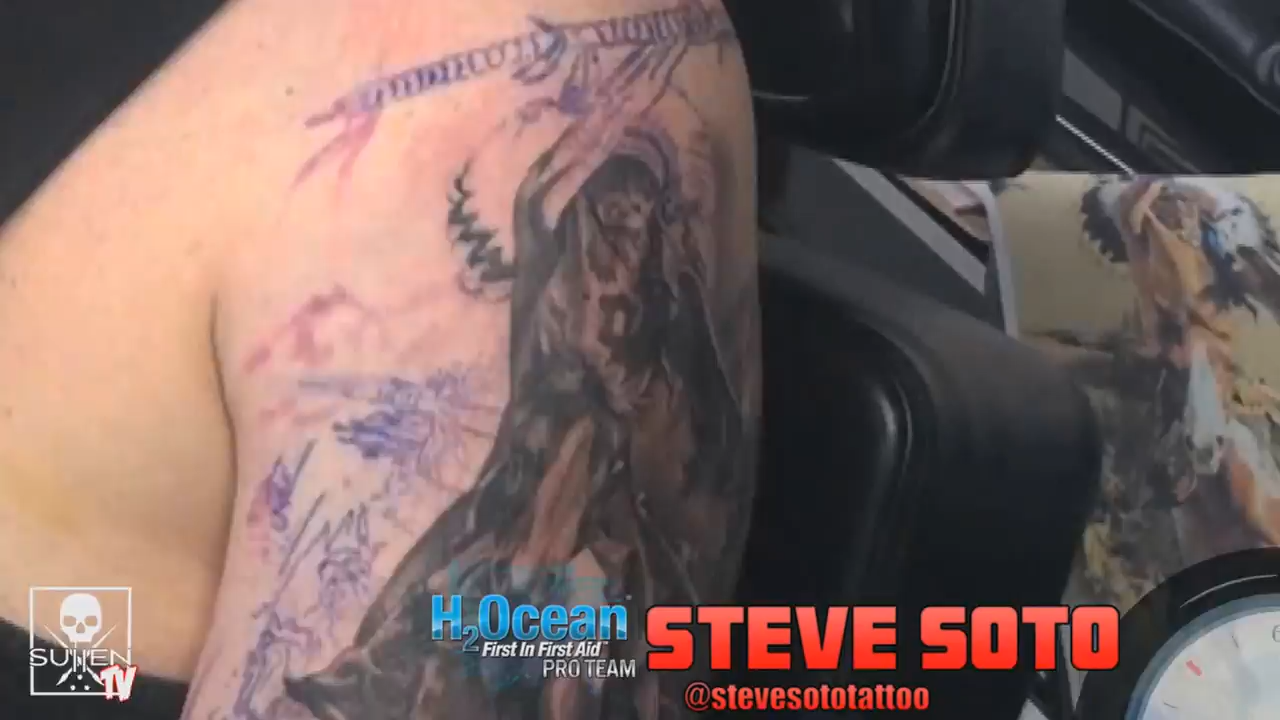 H2Ocean
First In First Aid
PRO TEAM
STEVE SOTO
@stevesototattoo
SULLEN
TV